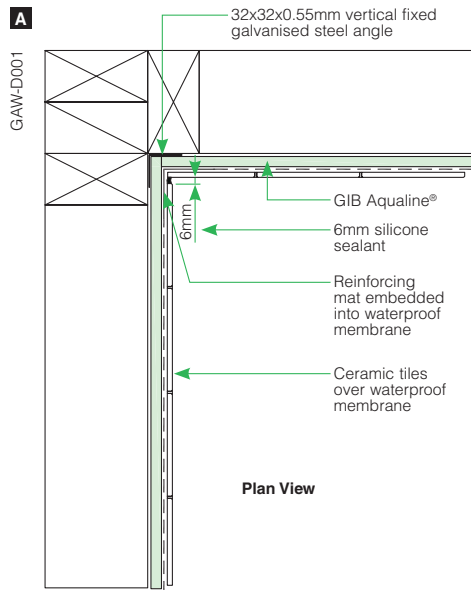 A
GAW-D001
32x32x0.55mm vertical fixed
galvanised steel angle
GIB Aqualine®
6mm
6mm silicone
sealant
Reinforcing
mat embedded
into waterproof
membrane
Ceramic tiles
over waterproof
membrane
Plan View